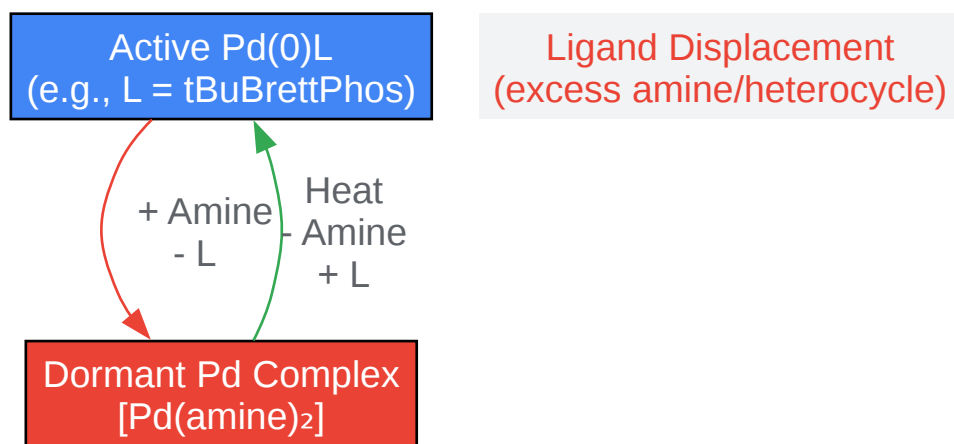 Active Pd(0)L
(e.g., L = tBuBrettPhos)
Ligand Displacement
(excess amine/heterocycle)
+ Amine
- L
Heat
- Amine
+ L
Dormant Pd Complex
[Pd(amine)₂]